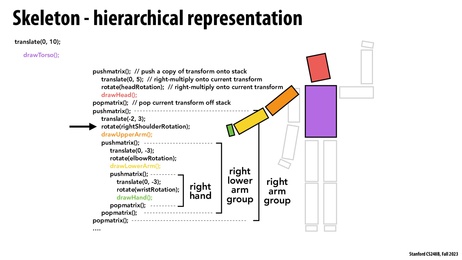 Skeleton - hierarchical representation
translate(0, 10);
drawTorso();
pushmatrix(); // push a copy of transform onto stack
translate(0, 5); // right-multiply onto current transform
rotate(headRotation); // right-multiply onto current transform
drawHead();
popmatrix(); // pop current transform off stack
pushmatrix();
translate(-2, 3);
rotate(rightShoulderRotation);
drawUpperArm();
pushmatrix();
translate(0, -3);
rotate(elbowRotation);
drawLowerArm();
pushmatrix();
translate(0, -3);
rotate(wristRotation);
drawHand();
popmatrix();
popmatrix();
popmatrix();
....
right
hand
right
lower
arm
group
right
arm
group
Stanford CS248B, Fall 2023